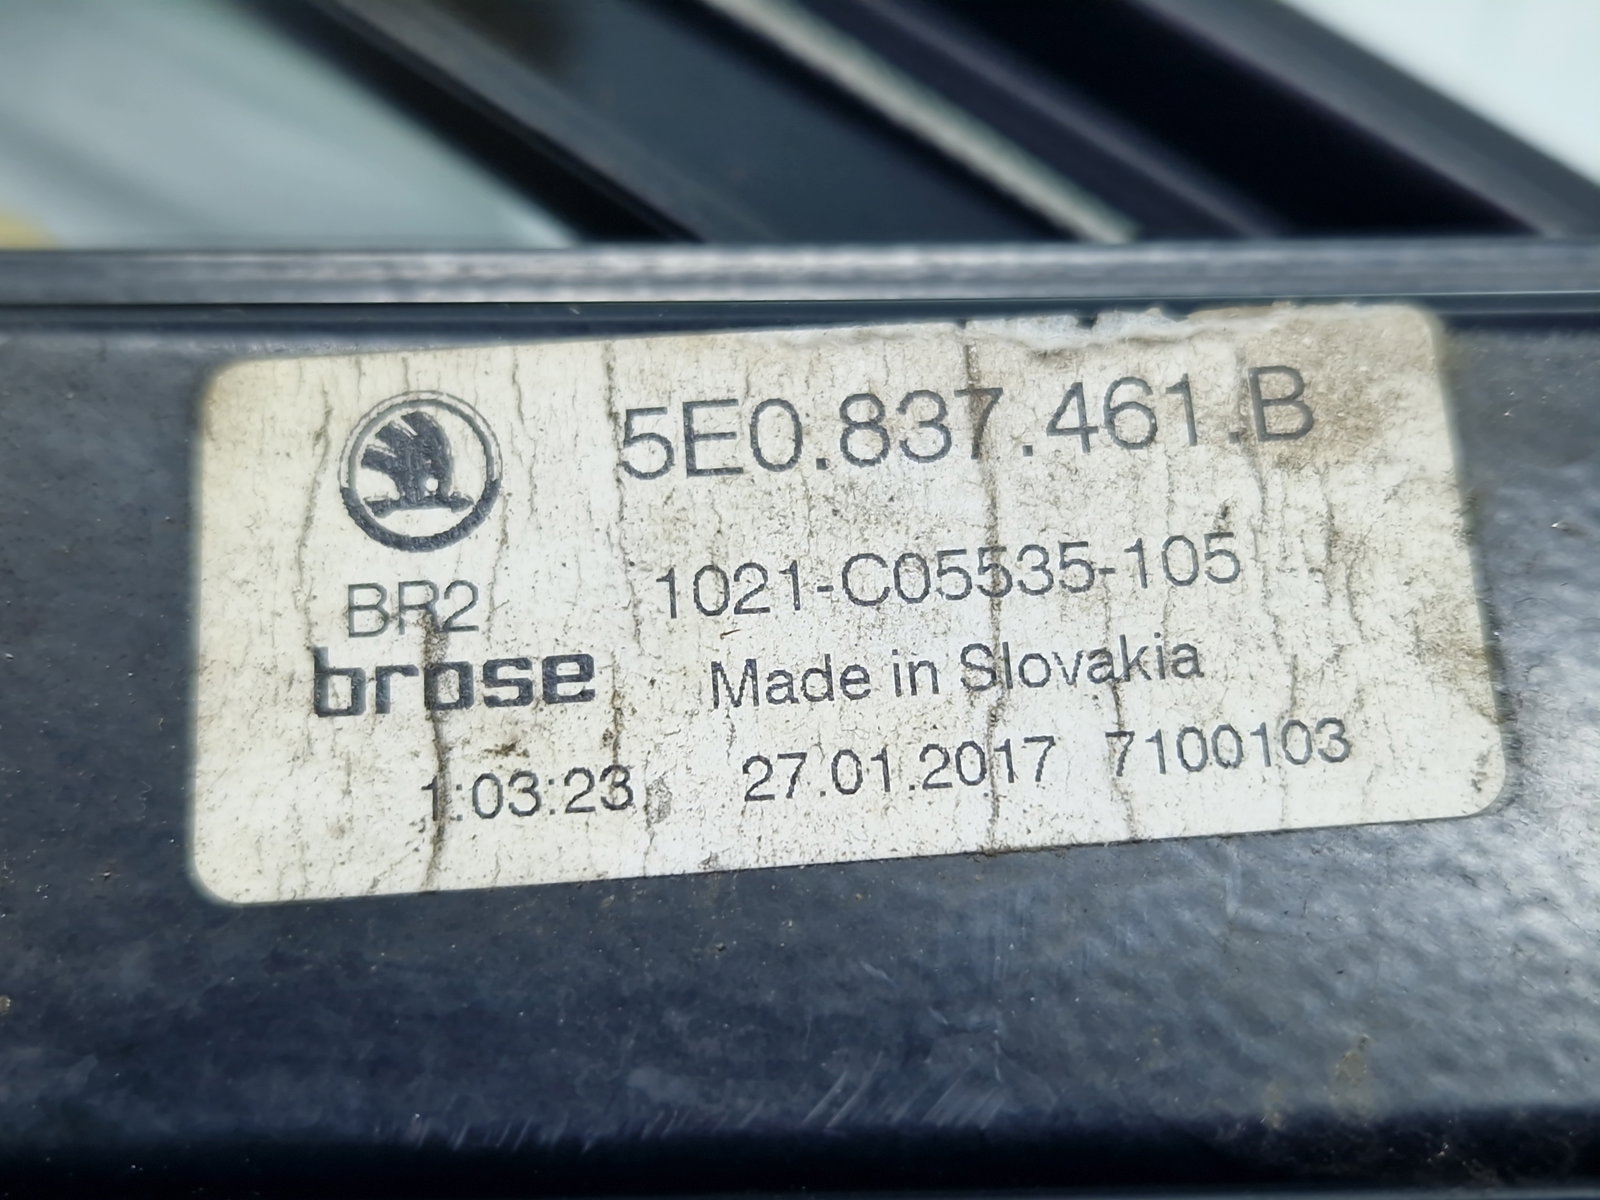 5E0.837.461.B
BR2 1021-C05535-105
brose Made in Slovakia
1:03:23 27.01.2017 7100103